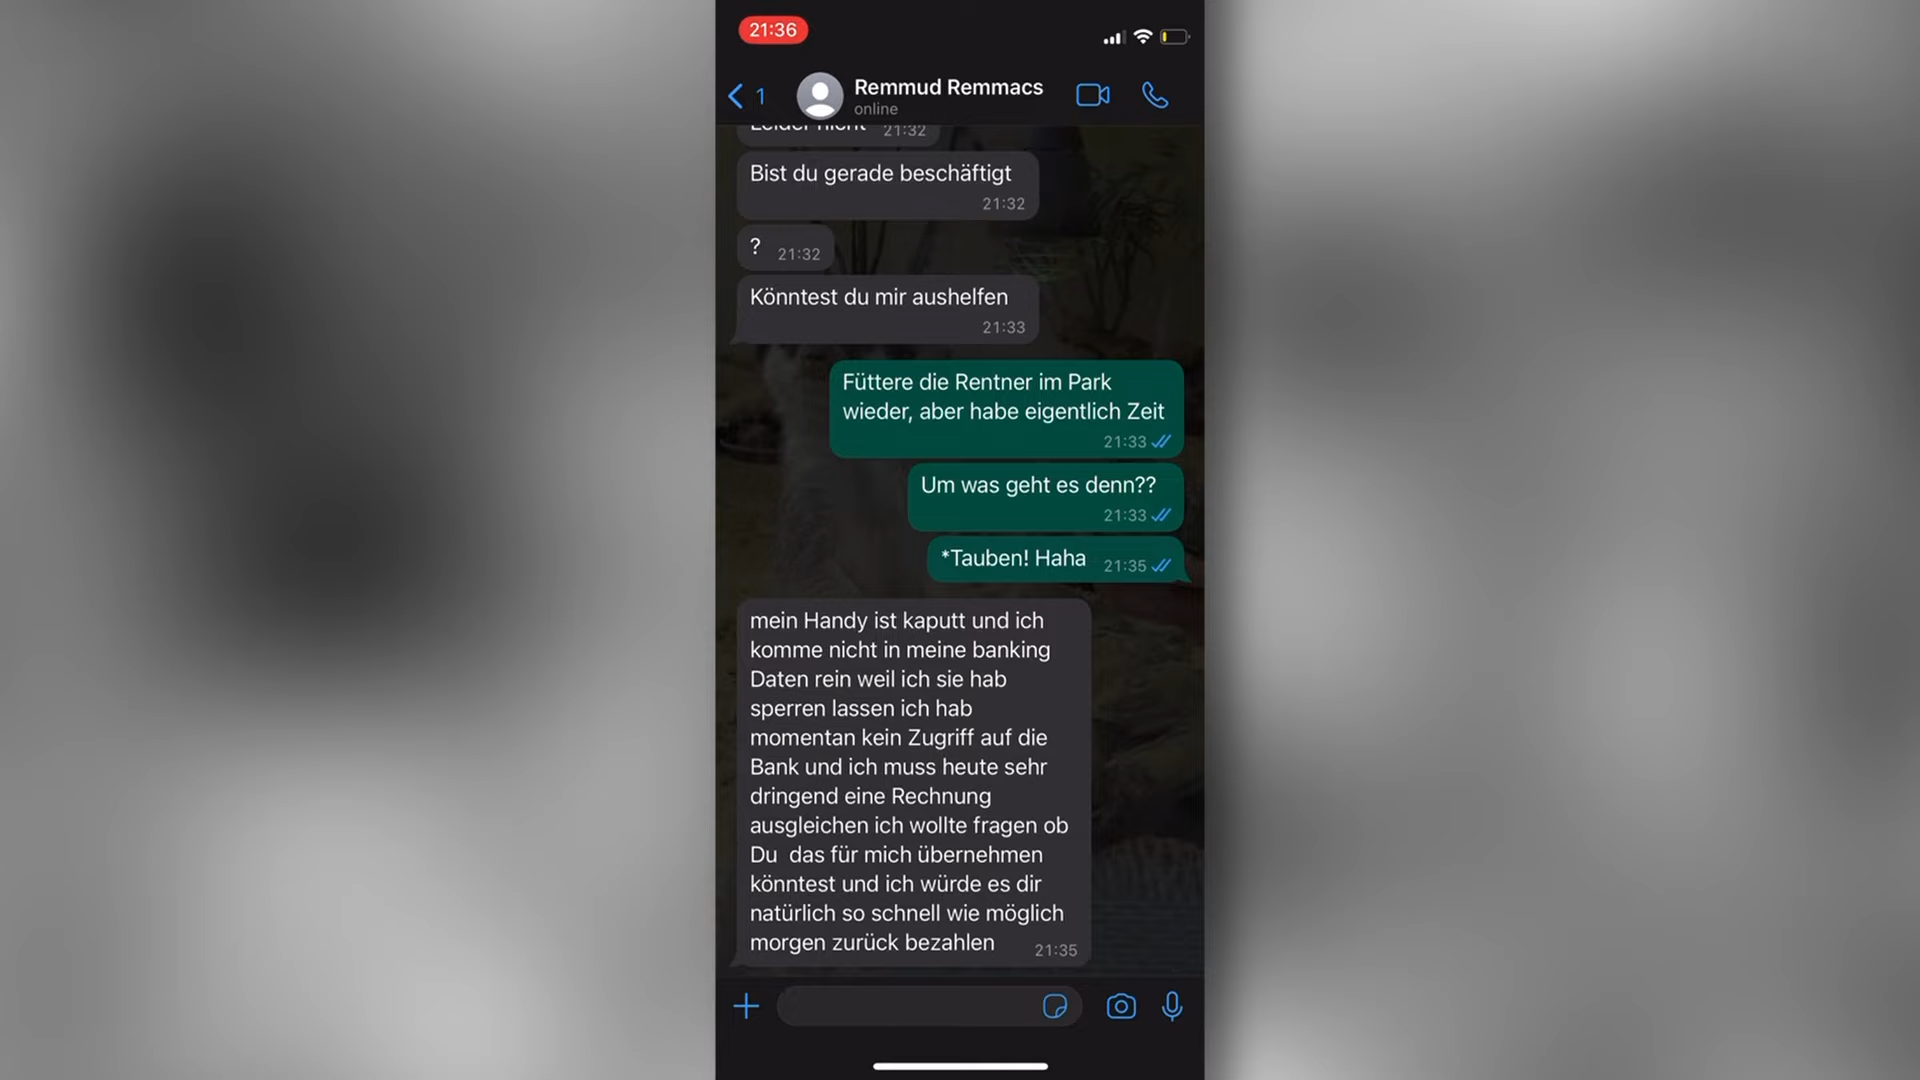 21:36
1
Remmud Remmacs
online
Leider nicht 21:32
Bist du gerade beschäftigt
21:32
? 21:32
Könntest du mir aushelfen
21:33
Füttere die Rentner im Park
wieder, aber habe eigentlich Zeit
21:33
Um was geht es denn??
21:33
*Tauben! Haha 21:35
mein Handy ist kaputt und ich
komme nicht in meine banking
Daten rein weil ich sie hab
sperren lassen ich hab
momentan kein Zugriff auf die
Bank und ich muss heute sehr
dringend eine Rechnung
ausgleichen ich wollte fragen ob
Du  das für mich übernehmen
könntest und ich würde es dir
natürlich so schnell wie möglich
morgen zurück bezahlen 21:35